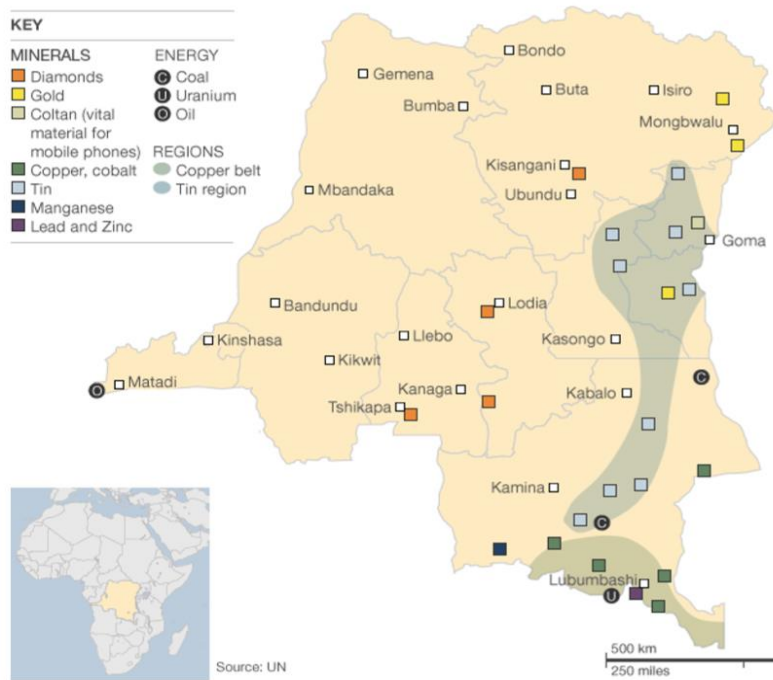 KEY
MINERALS
Diamonds
Gold
Coltan (vital
material for
mobile phones)
Copper, cobalt
Tin
Manganese
Lead and Zinc
ENERGY
C Coal
U Uranium
O Oil
REGIONS
Copper belt
Tin region
Bondo
Gemena
Buta
Isiro
Bumba
Mongbwalu
Kisangani
Mbandaka
Ubundu
Goma
Bandundu
Lodia
Kinshasa
Llebo
Kasongo
Kikwit
O
Matadi
Kanaga
Kabalo
C
Tshikapa
Kamina
C
Lubumbashi
U
500 km
250 miles
Source: UN